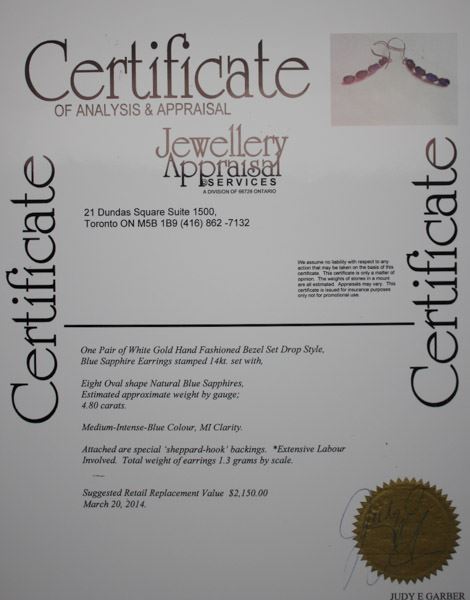 Certificate
OF ANALYSIS & APPRAISAL
Jewellery
Appraisal
SERVICES
A DIVISION OF 66728 ONTARIO
Certificate
Certificate
21 Dundas Square Suite 1500,
Toronto ON M5B 1B9 (416) 862 -7132
We assume no liability with respect to any
action that may be taken on the basis of this
certificate. This certificate is only a matter of
opinion. The weights of stones in a mount
are all estimated. Appraisals may vary. This
certificate is issued for insurance purposes
only not for promotional use.
One Pair of White Gold Hand Fashioned Bezel Set Drop Style,
Blue Sapphire Earrings stamped 14kt. set with,
Eight Oval shape Natural Blue Sapphires,
Estimated approximate weight by gauge;
4.80 carats.
Medium-Intense-Blue Colour, MI Clarity.
Attached are special 'sheppard-hook' backings. *Extensive Labour
Involved. Total weight of earrings 1.3 grams by scale.
Suggested Retail Replacement Value $2,150.00
March 20, 2014.
JUDY E GARBER